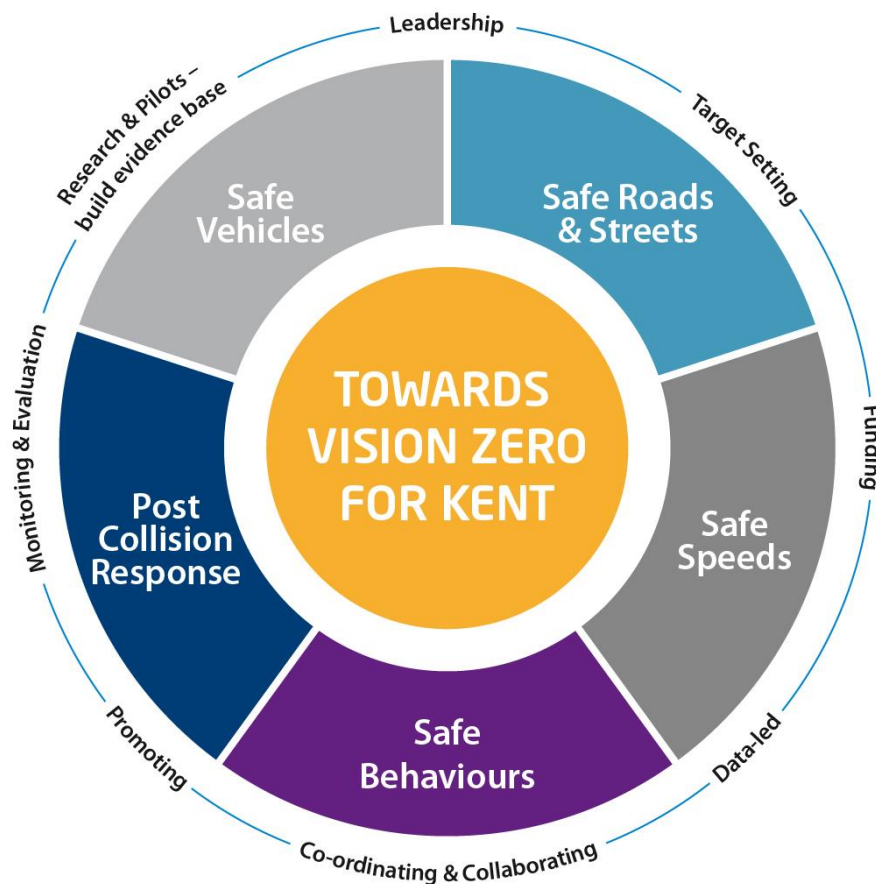 Leadership
Target Setting
Funding
Data-led
Co-ordinating & Collaborating
Promoting
Monitoring & Evaluation
Research & Pilots –
build evidence base
Safe Roads
& Streets
Safe
Speeds
Safe
Behaviours
Post
Collision
Response
Safe
Vehicles
TOWARDS
VISION ZERO
FOR KENT